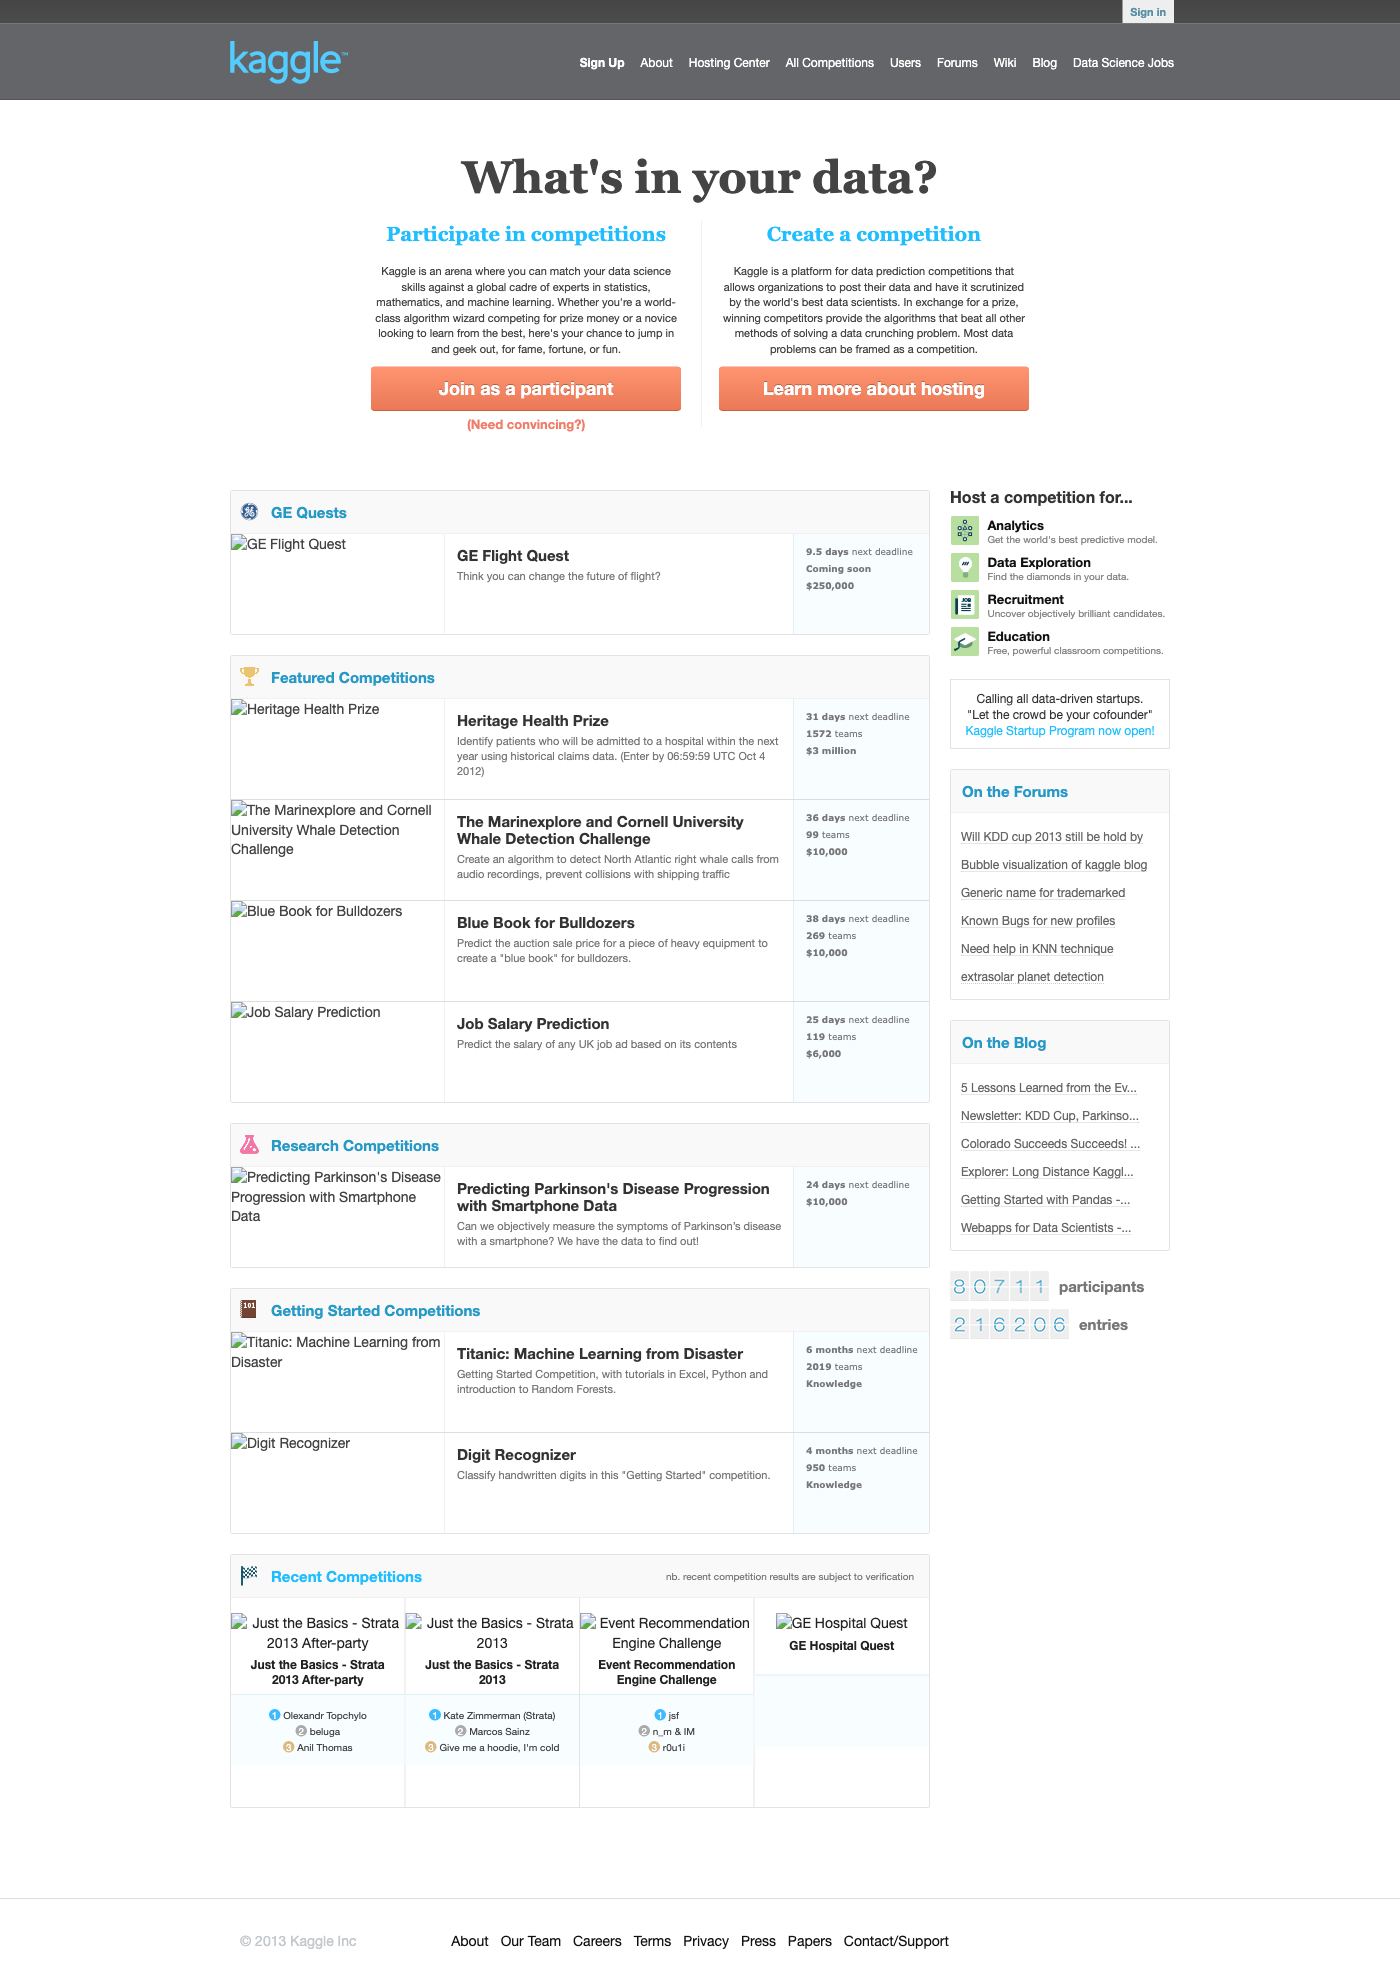 Sign in
kaggle™
Sign Up About Hosting Center All Competitions Users Forums Wiki Blog Data Science Jobs
What's in your data?
Participate in competitions
Kaggle is an arena where you can match your data science
skills against a global cadre of experts in statistics,
mathematics, and machine learning. Whether you're a world-
class algorithm wizard competing for prize money or a novice
looking to learn from the best, here's your chance to jump in
and geek out, for fame, fortune, or fun.
Join as a participant
(Need convincing?)
Create a competition
Kaggle is a platform for data prediction competitions that
allows organizations to post their data and have it scrutinized
by the world's best data scientists. In exchange for a prize,
winning competitors provide the algorithms that beat all other
methods of solving a data crunching problem. Most data
problems can be framed as a competition.
Learn more about hosting
GE Quests
GE Flight Quest
GE Flight Quest
Think you can change the future of flight?
9.5 days next deadline
Coming soon
$250,000
Featured Competitions
Heritage Health Prize
Heritage Health Prize
Identify patients who will be admitted to a hospital within the next
year using historical claims data. (Enter by 06:59:59 UTC Oct 4
2012)
31 days next deadline
1572 teams
$3 million
The Marinexplore and Cornell
University Whale Detection
Challenge
The Marinexplore and Cornell University
Whale Detection Challenge
Create an algorithm to detect North Atlantic right whale calls from
audio recordings, prevent collisions with shipping traffic
36 days next deadline
99 teams
$10,000
Blue Book for Bulldozers
Blue Book for Bulldozers
Predict the auction sale price for a piece of heavy equipment to
create a "blue book" for bulldozers.
38 days next deadline
269 teams
$10,000
Job Salary Prediction
Job Salary Prediction
Predict the salary of any UK job ad based on its contents
25 days next deadline
119 teams
$6,000
Research Competitions
Predicting Parkinson's Disease
Progression with Smartphone
Data
Predicting Parkinson's Disease Progression
with Smartphone Data
Can we objectively measure the symptoms of Parkinson's disease
with a smartphone? We have the data to find out!
24 days next deadline
$10,000
101
Getting Started Competitions
Titanic: Machine Learning from
Disaster
Titanic: Machine Learning from Disaster
Getting Started Competition, with tutorials in Excel, Python and
introduction to Random Forests.
6 months next deadline
2019 teams
Knowledge
Digit Recognizer
Digit Recognizer
Classify handwritten digits in this "Getting Started" competition.
4 months next deadline
950 teams
Knowledge
Recent Competitions
nb. recent competition results are subject to verification
Just the Basics - Strata
2013 After-party
Just the Basics - Strata
2013 After-party
1 Olexandr Topchylo
2 beluga
3 Anil Thomas
Just the Basics - Strata
2013
Just the Basics - Strata
2013
1 Kate Zimmerman (Strata)
2 Marcos Sainz
3 Give me a hoodie, I'm cold
Event Recommendation
Engine Challenge
Event Recommendation
Engine Challenge
1 jsf
2 n_m & IM
3 r0u1i
GE Hospital Quest
GE Hospital Quest
Host a competition for...
Analytics
Get the world's best predictive model.
Data Exploration
Find the diamonds in your data.
JOB
Recruitment
Uncover objectively brilliant candidates.
Education
Free, powerful classroom competitions.
Calling all data-driven startups.
"Let the crowd be your cofounder"
Kaggle Startup Program now open!
On the Forums
Will KDD cup 2013 still be hold by
Bubble visualization of kaggle blog
Generic name for trademarked
Known Bugs for new profiles
Need help in KNN technique
extrasolar planet detection
On the Blog
5 Lessons Learned from the Ev...
Newsletter: KDD Cup, Parkinso...
Colorado Succeeds Succeeds! ...
Explorer: Long Distance Kaggl...
Getting Started with Pandas -...
Webapps for Data Scientists -...
80711 participants
216206 entries
© 2013 Kaggle Inc
About Our Team Careers Terms Privacy Press Papers Contact/Support